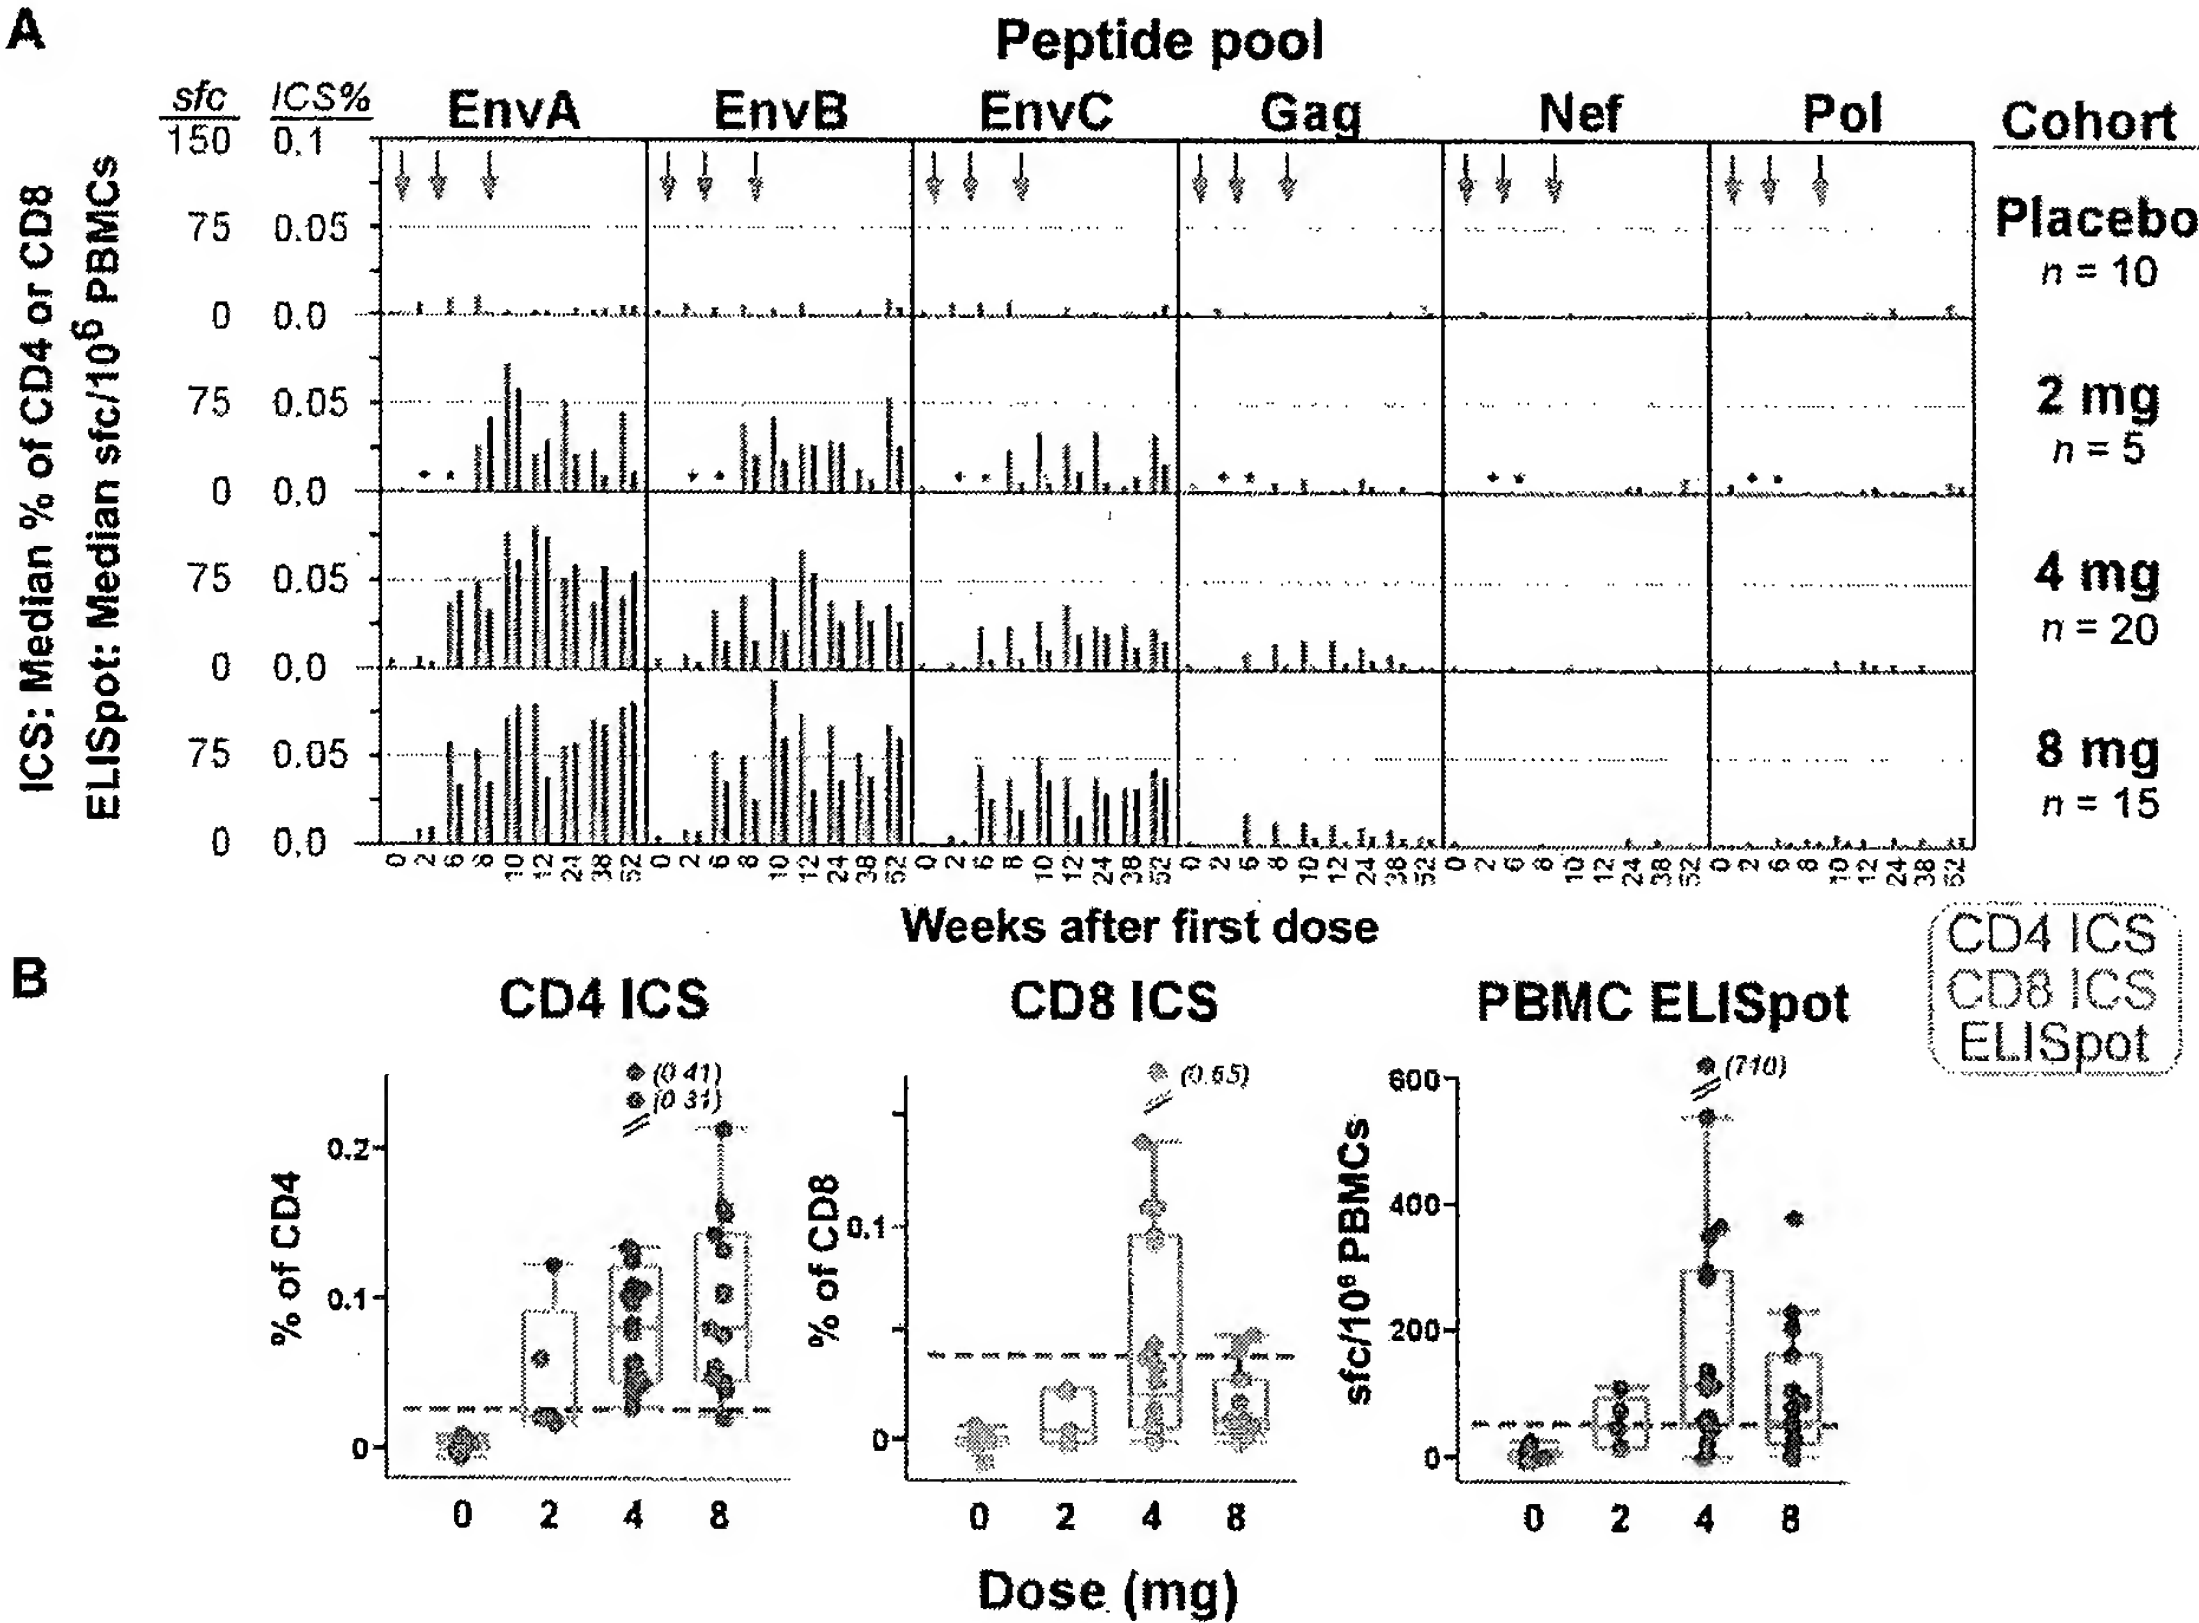 A
Peptide pool
sfc ICS% EnvA EnvB EnvC Gag Nef Pol Cohort
150 0.1
75 0.05 Placebo
n = 10
0 0.0
75 0.05 2 mg
n = 5
0 0.0
75 0.05 4 mg
n = 20
0 0.0
75 0.05 8 mg
n = 15
0 0.0
ICS: Median % of CD4 or CD8
ELISpot: Median sfc/10⁶ PBMCs
0 2 6 8 10 12 24 38 52 0 2 6 8 10 12 24 38 52 0 2 6 8 10 12 24 38 52 0 2 6 8 10 12 24 38 52 0 2 6 8 10 12 24 38 52 0 2 6 8 10 12 24 38 52
Weeks after first dose
CD4 ICS
CD8 ICS
ELISpot
B
CD4 ICS CD8 ICS PBMC ELISpot
% of CD4
0.2
0.1
0
(0.41)
(0.31)
0 2 4 8
% of CD8
0.1
0
(0.65)
0 2 4 8
sfc/10⁶ PBMCs
600
400
200
0
(710)
0 2 4 8
Dose (mg)